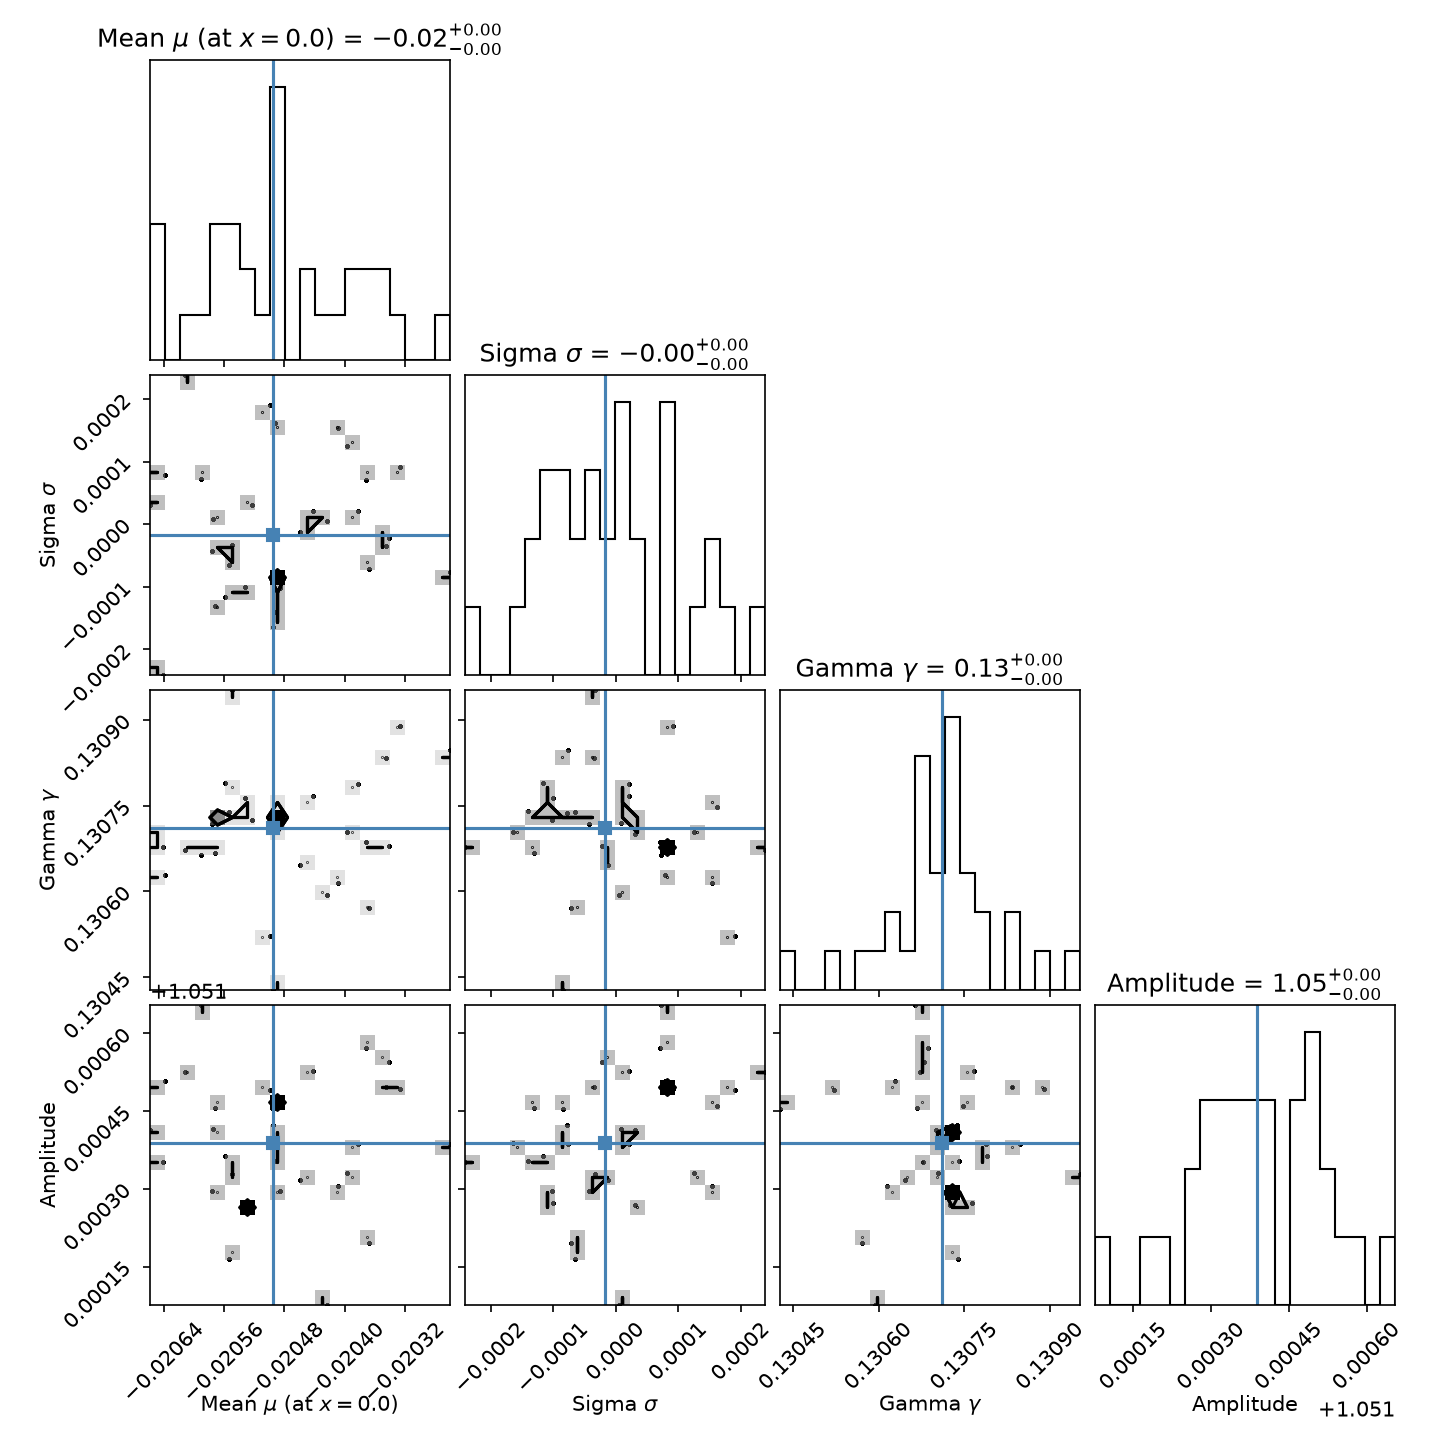 Mean μ (at x = 0.0) = −0.02 +0.00 −0.00
Sigma σ = −0.00 +0.00 −0.00
0.0002
0.0001
0.0000
−0.0001
−0.0002
Sigma σ
Gamma γ = 0.13 +0.00 −0.00
0.13090
0.13075
0.13060
0.13045
Gamma γ
+1.051
Amplitude = 1.05 +0.00 −0.00
0.00060
0.00045
0.00030
0.00015
Amplitude
−0.02064 −0.02056 −0.02048 −0.02040 −0.02032
−0.0002 −0.0001 0.0000 0.0001 0.0002
0.13045 0.13060 0.13075 0.13090
0.00015 0.00030 0.00045 0.00060
Mean μ (at x = 0.0) Sigma σ Gamma γ Amplitude +1.051